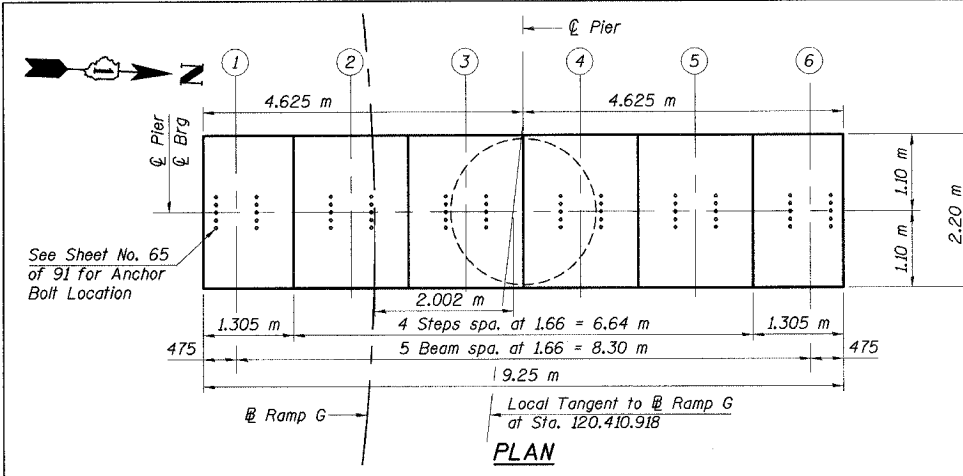 ℄ Pier
1
N
1
2
3
4
5
6
4.625 m
4.625 m
℄ Pier
℄ Brg
1.10 m
1.10 m
2.20 m
See Sheet No. 65
of 91 for Anchor
Bolt Location
2.002 m
1.305 m
4 Steps spa. at 1.66 = 6.64 m
1.305 m
475
5 Beam spa. at 1.66 = 8.30 m
475
9.25 m
B Ramp G
Local Tangent to B Ramp G
at Sta. 120.410.918
PLAN